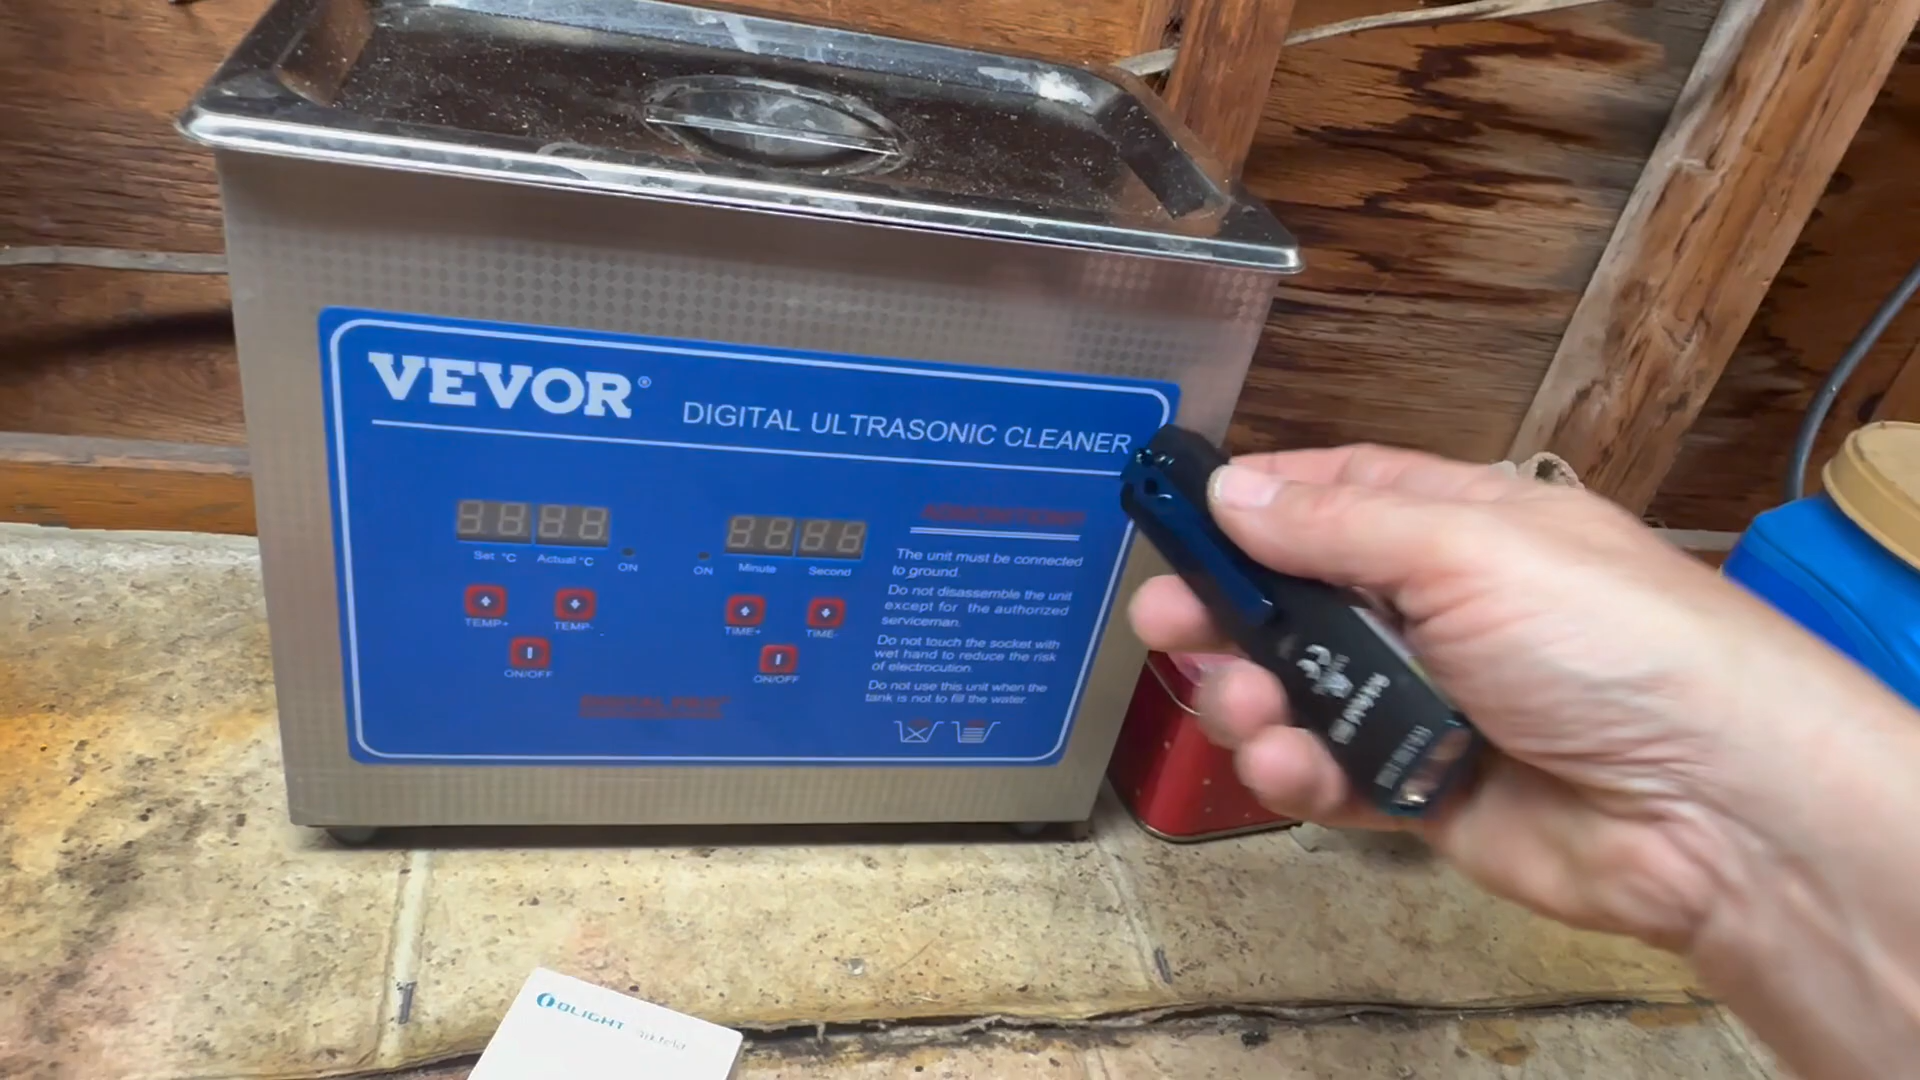 VEVOR®
DIGITAL ULTRASONIC CLEANER
Set °C
Actual °C
ON
ON
Minute
Second
TEMP+
TEMP-
ON/OFF
TIME+
TIME-
ON/OFF
The unit must be connected
to ground.
Do not disassemble the unit
except for the authorized
serviceman.
Do not touch the socket with
wet hand to reduce the risk
of electrocution.
Do not use this unit when the
tank is not to fill the water.
OLIGHT
CE